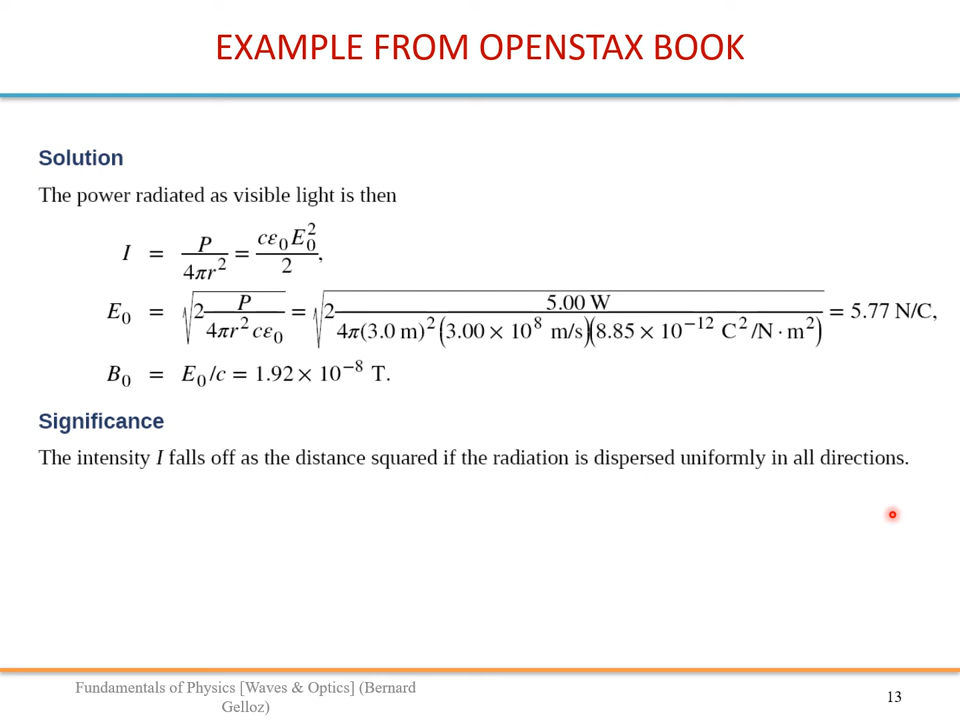 EXAMPLE FROM OPENSTAX BOOK
Solution
The power radiated as visible light is then
I = P / 4πr² = cε₀E₀² / 2,
E₀ = √(2 P / 4πr²cε₀) = √(2 5.00 W / 4π(3.0 m)²(3.00 × 10⁸ m/s)(8.85 × 10⁻¹² C²/N · m²)) = 5.77 N/C,
B₀ = E₀/c = 1.92 × 10⁻⁸ T.
Significance
The intensity I falls off as the distance squared if the radiation is dispersed uniformly in all directions.
Fundamentals of Physics [Waves & Optics] (Bernard
Gelloz)
13